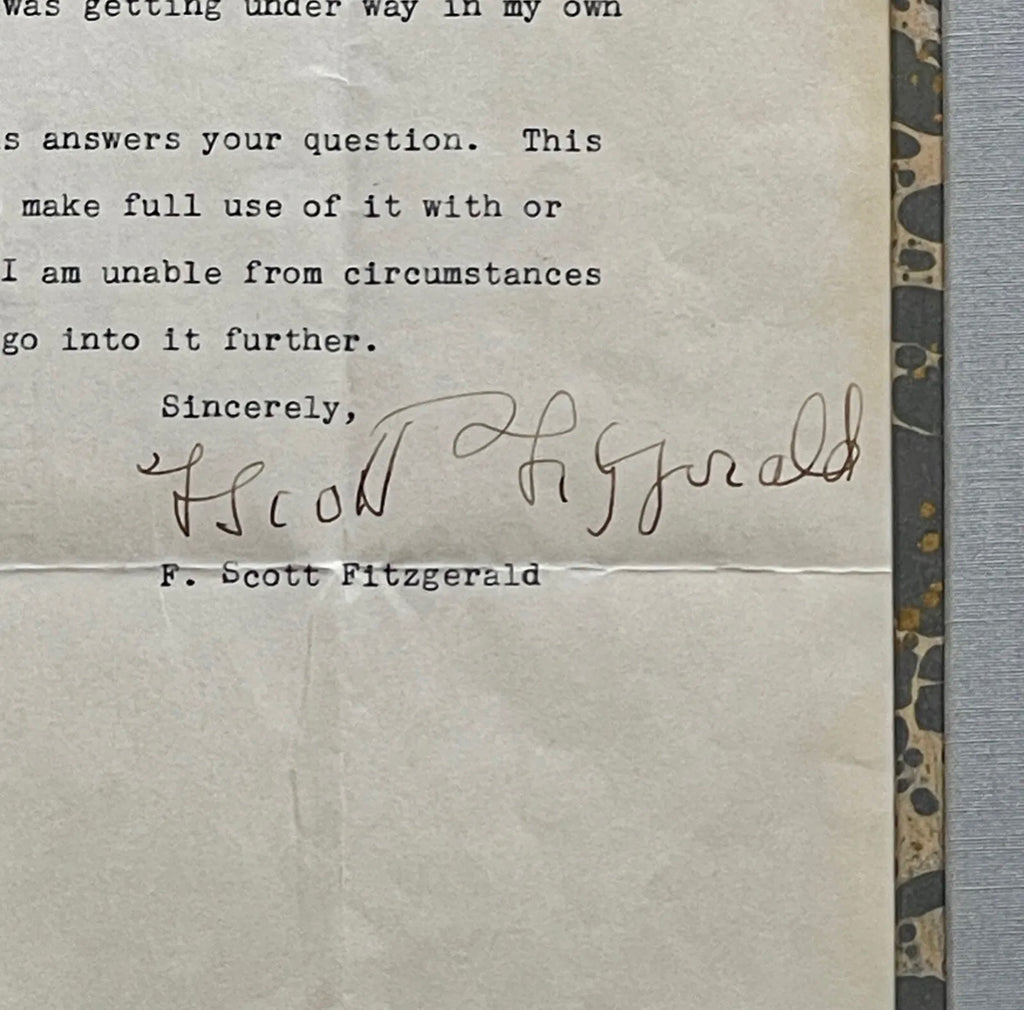 was getting under way in my own
s answers your question. This
make full use of it with or
I am unable from circumstances
go into it further.
Sincerely,
F Scott Fitzgerald
F. Scott Fitzgerald